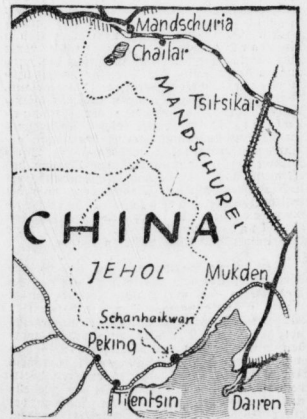 Mandschuria
Chailar
Tsitsikar
MANDSCHUREI
CHINA
JEHOL
Mukden
Schanhaikwan
Peking
Tientsin
Dairen